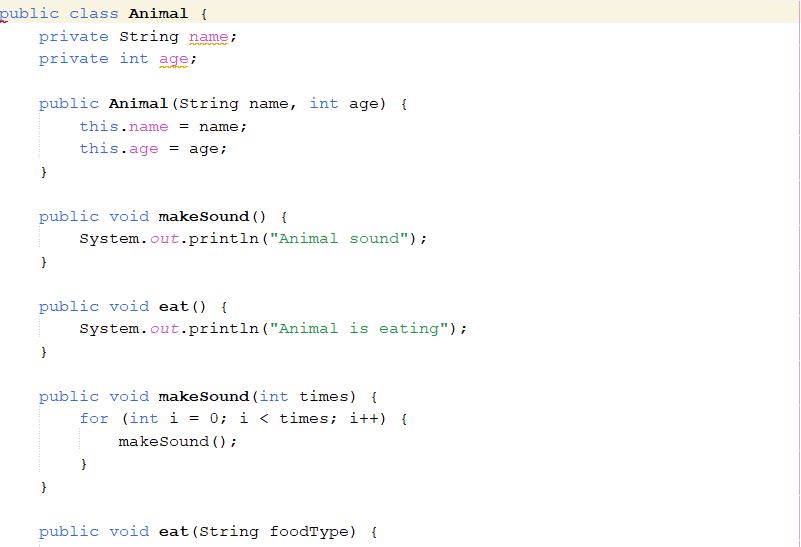 public class Animal {
    private String name;
    private int age;

    public Animal(String name, int age) {
        this.name = name;
        this.age = age;
    }

    public void makeSound() {
        System.out.println("Animal sound");
    }

    public void eat() {
        System.out.println("Animal is eating");
    }

    public void makeSound(int times) {
        for (int i = 0; i < times; i++) {
            makeSound();
        }
    }

    public void eat(String foodType) {